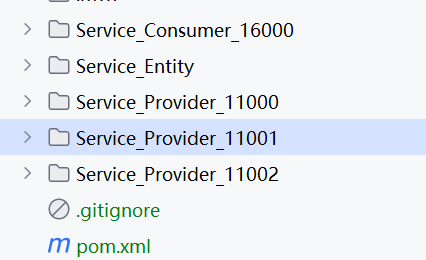 Service_Consumer_16000
Service_Entity
Service_Provider_11000
Service_Provider_11001
Service_Provider_11002
.gitignore
m pom.xml